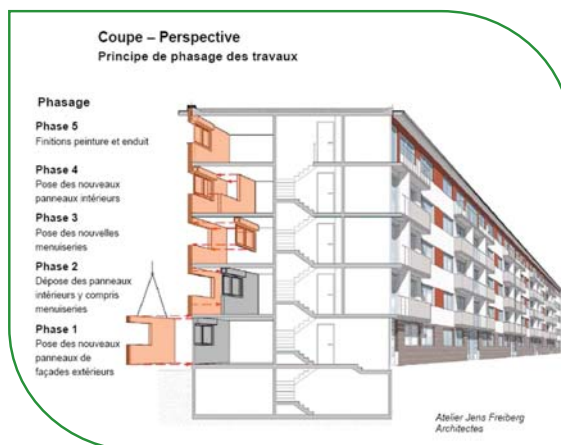 Coupe – Perspective
Principe de phasage des travaux
Phasage
Phase 5
Finitions peinture et enduit
Phase 4
Pose des nouveaux
panneaux intérieurs
Phase 3
Pose des nouvelles
menuiseries
Phase 2
Dépose des panneaux
intérieurs y compris
menuiseries
Phase 1
Pose des nouveaux
panneaux de
façades extérieurs
Atelier Jens Freiberg
Architectes